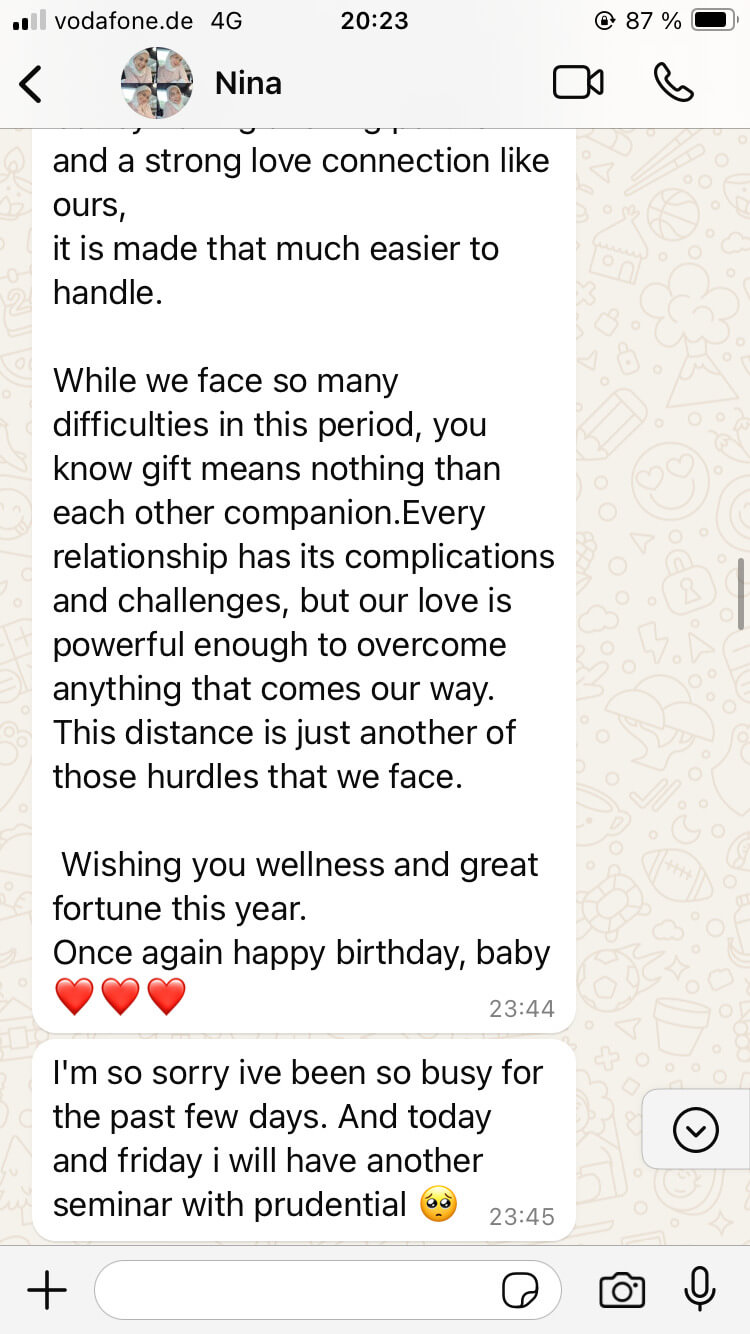 vodafone.de 4G 20:23 87 %
Nina
and a strong love connection like
ours,
it is made that much easier to
handle.
While we face so many
difficulties in this period, you
know gift means nothing than
each other companion.Every
relationship has its complications
and challenges, but our love is
powerful enough to overcome
anything that comes our way.
This distance is just another of
those hurdles that we face.
Wishing you wellness and great
fortune this year.
Once again happy birthday, baby
❤️❤️❤️ 23:44
I'm so sorry ive been so busy for
the past few days. And today
and friday i will have another
seminar with prudential 🥺 23:45